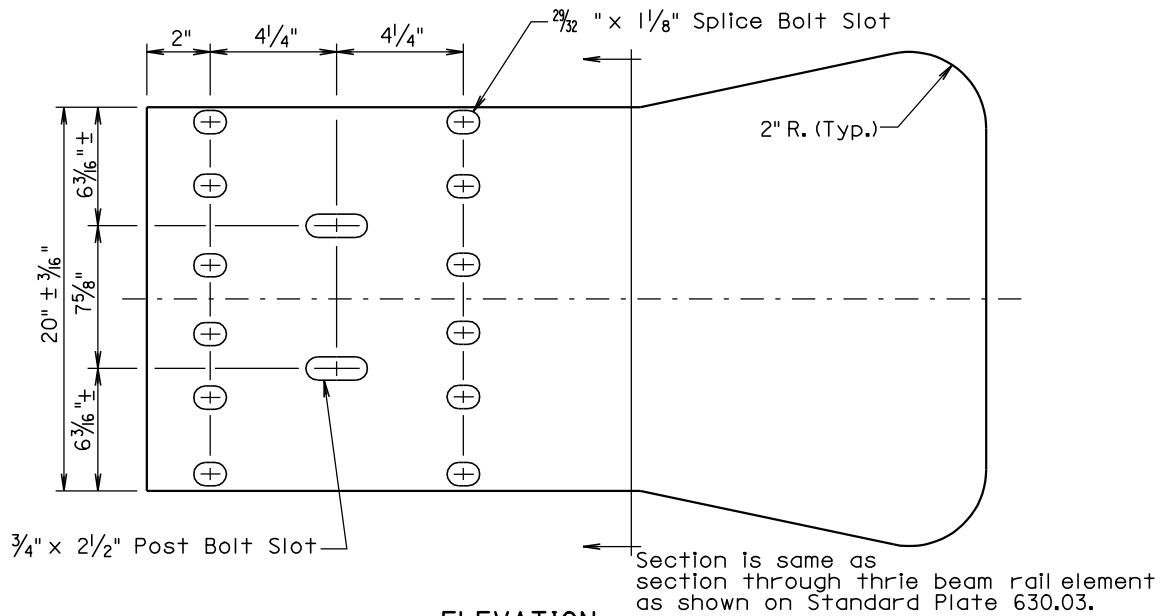 2"
4 1/4"
4 1/4"
29/32 " x 1 1/8" Splice Bolt Slot
2" R. (Typ.)
6 3/16" ±
20" ± 3/16"
7 5/8"
6 3/16" ±
3/4" x 2 1/2" Post Bolt Slot
Section is same as
section through thrie beam rail element
as shown on Standard Plate 630.03.
ELEVATION